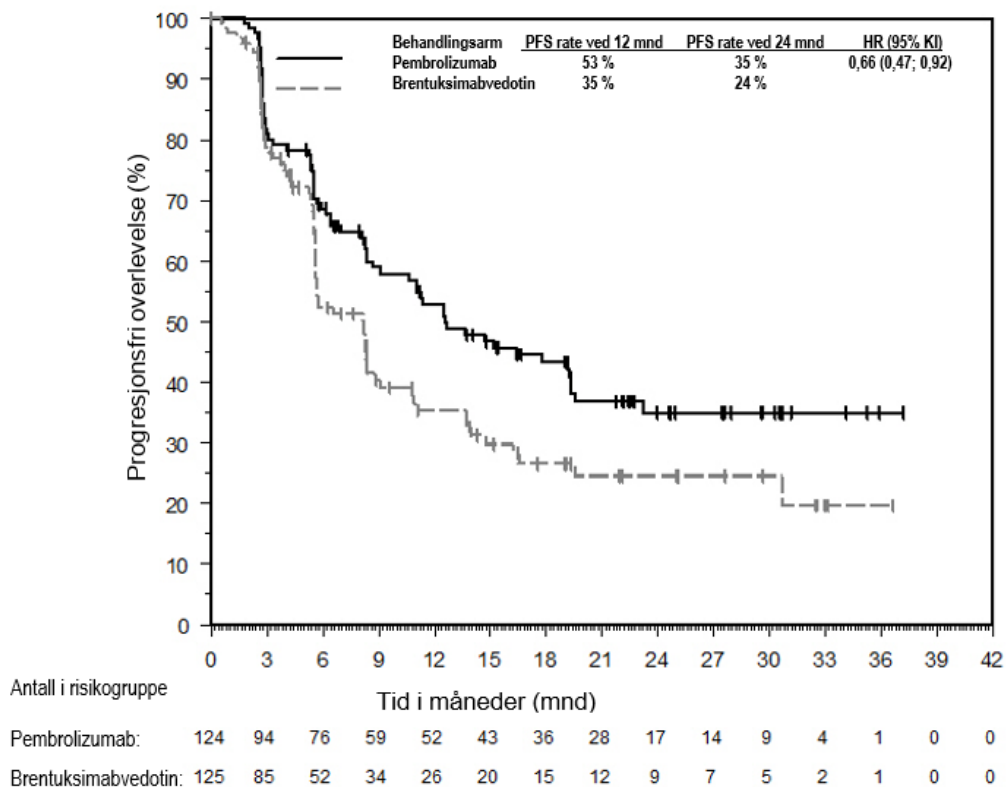 Behandlingsarm PFS rate ved 12 mnd PFS rate ved 24 mnd HR (95% KI)
Pembrolizumab 53 % 35 % 0,66 (0,47; 0,92)
Brentuksimabvedotin 35 % 24 %
Progresjonsfri overlevelse (%)
100
90
80
70
60
50
40
30
20
10
0
0 3 6 9 12 15 18 21 24 27 30 33 36 39 42
Tid i måneder (mnd)
Antall i risikogruppe
Pembrolizumab: 124 94 76 59 52 43 36 28 17 14 9 4 1 0 0
Brentuksimabvedotin: 125 85 52 34 26 20 15 12 9 7 5 2 1 0 0